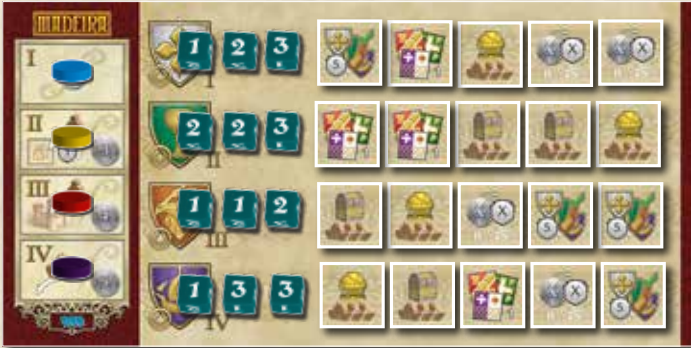 MADEIRA
I 1 2 3 I S X X
II 2 2 3 II
III 1 1 2 III X S S
IV 1 3 3 IV X S